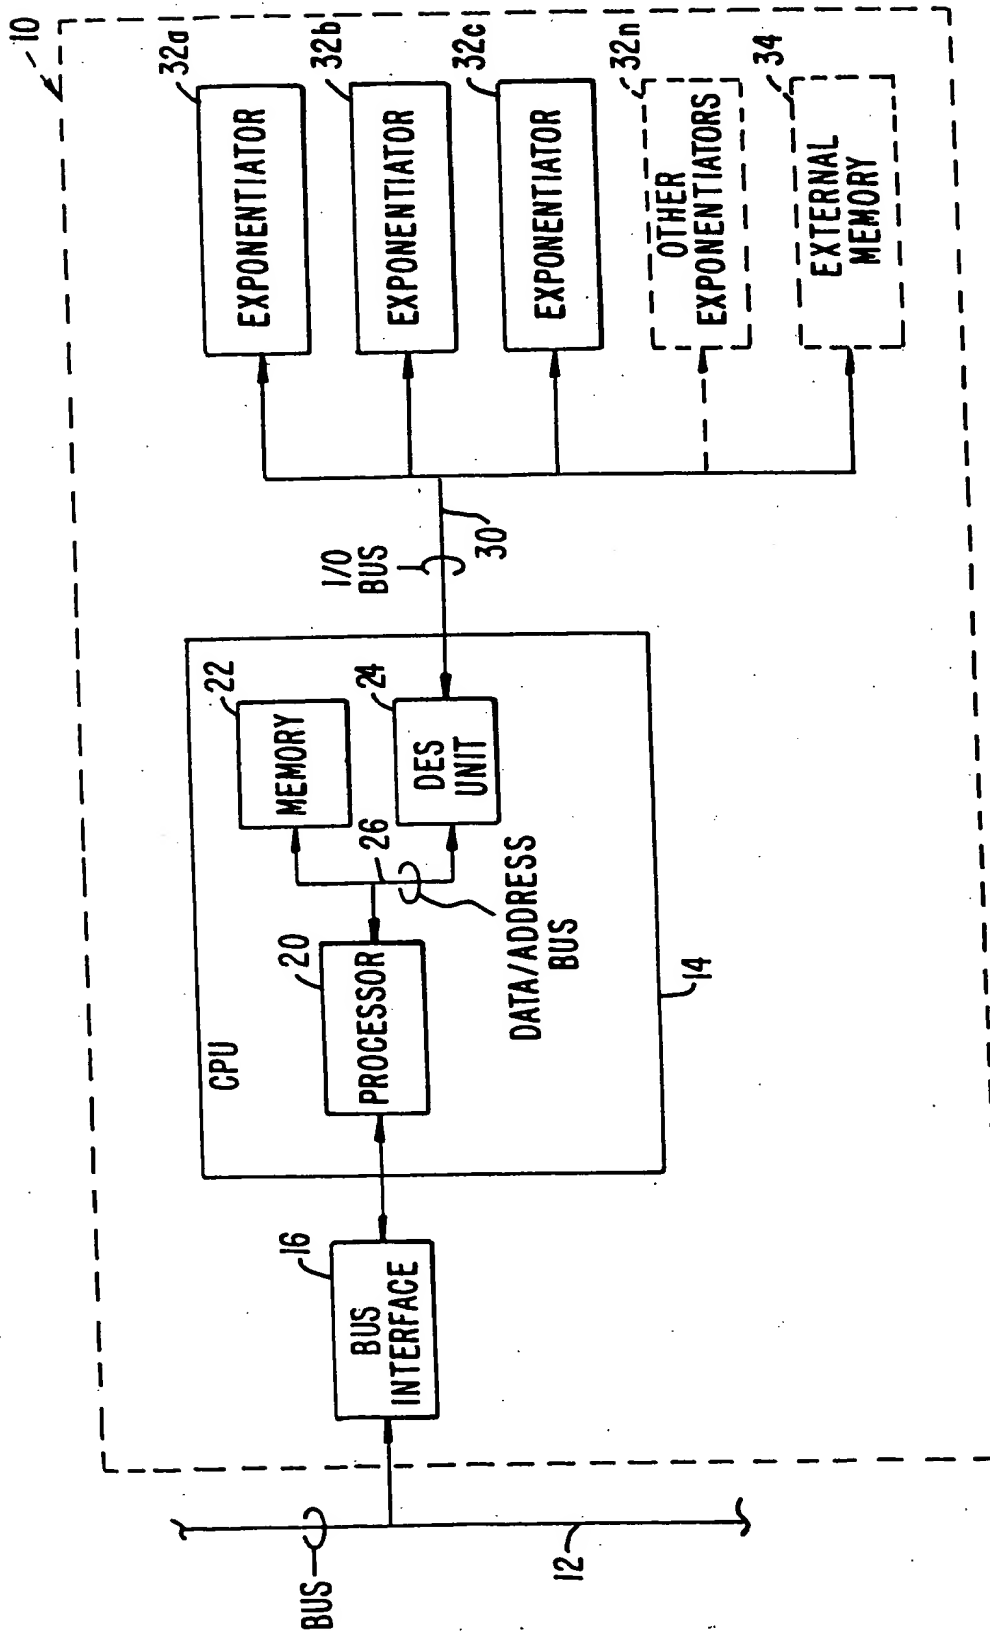 10
32a
EXPONENTIATOR
32b
EXPONENTIATOR
32c
EXPONENTIATOR
32n
OTHER
EXPONENTIATORS
34
EXTERNAL
MEMORY
I/O
BUS
30
CPU
22
MEMORY
24
DES
UNIT
26
20
PROCESSOR
DATA/ADDRESS
BUS
14
16
BUS
INTERFACE
BUS
12